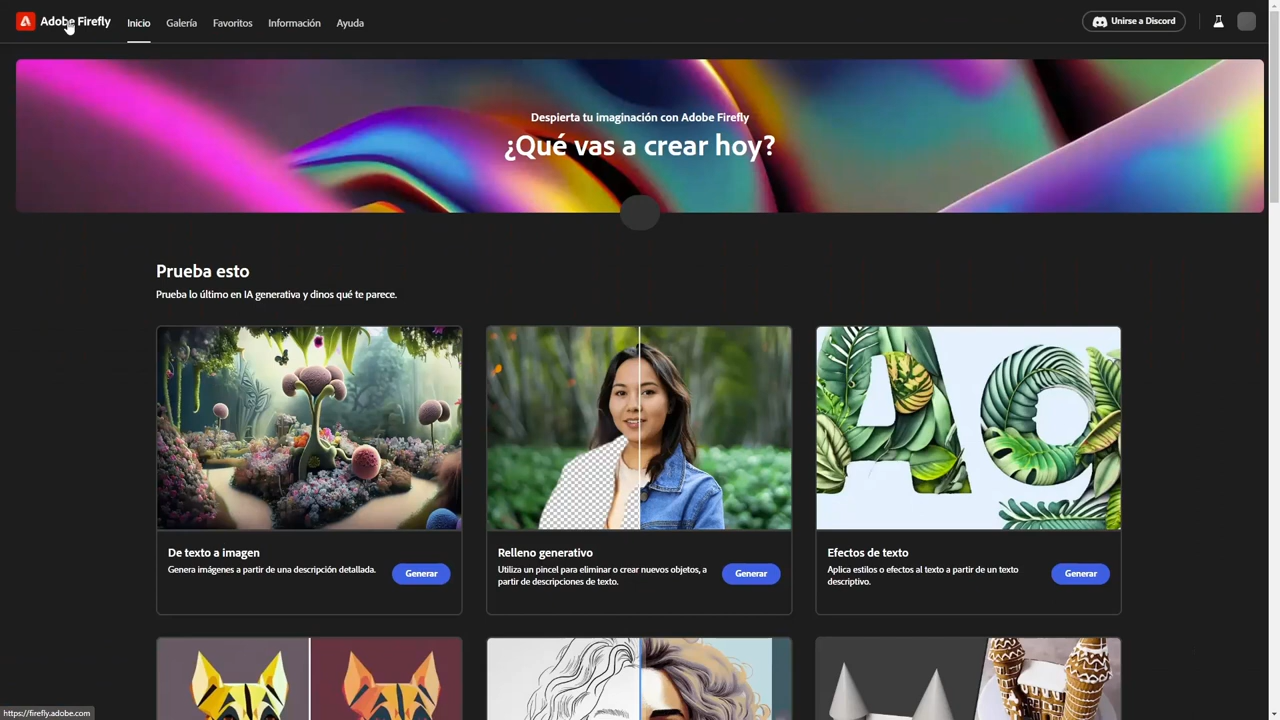 Adobe Firefly
Inicio
Galería
Favoritos
Información
Ayuda
Unirse a Discord
Despierta tu imaginación con Adobe Firefly
¿Qué vas a crear hoy?
Prueba esto
Prueba lo último en IA generativa y dinos qué te parece.
De texto a imagen
Genera imágenes a partir de una descripción detallada.
Generar
Relleno generativo
Utiliza un pincel para eliminar o crear nuevos objetos, a
partir de descripciones de texto.
Generar
AG
Efectos de texto
Aplica estilos o efectos al texto a partir de un texto
descriptivo.
Generar
https://firefly.adobe.com